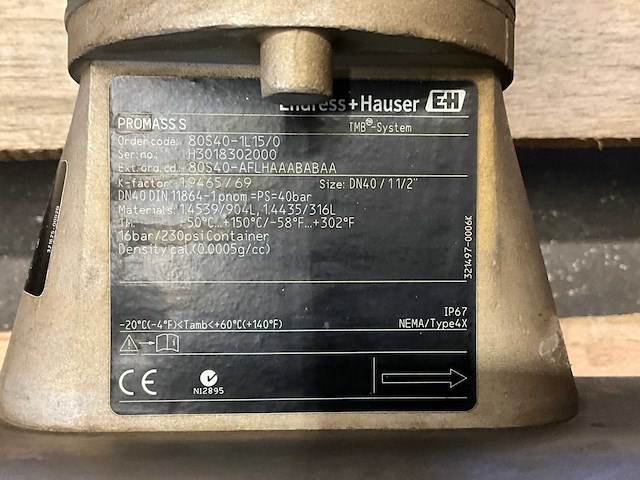 Endress+Hauser EH
PROMASS S
TMB®-System
Order code: 80S40-1L15/0
Ser.no.: H3018302000
Ext.ord.cd.: 80S40-AFLHAAABABAA
K-factor: 1.9465/69 Size: DN40 / 1 1/2"
DN40 DIN 11864-1 pnom =PS=40bar
Materials: 1.4539/904L, 1.4435/316L
TM: -50°C...+150°C/-58°F...+302°F
16bar/230psi Container
Density cal.(0.0005g/cc)
321497-0006K
IP67
-20°C(-4°F)<Tamb<+60°C(+140°F) NEMA/Type4X
CE
N12895